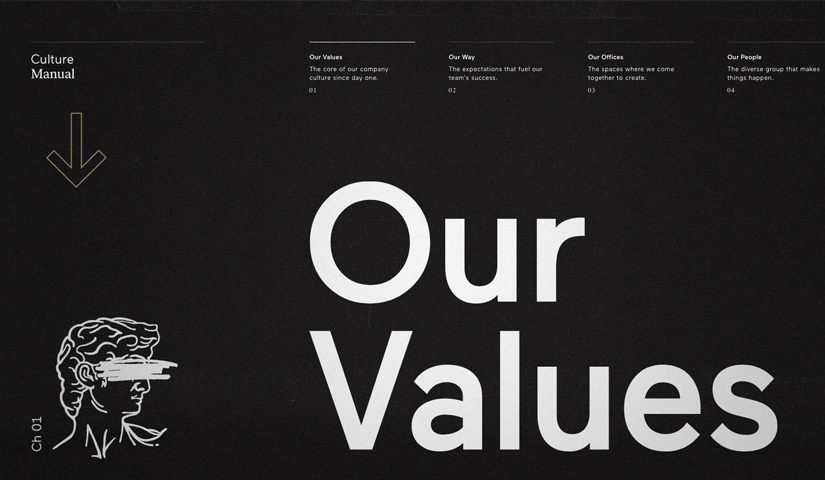 Culture
Manual
Our Values
The core of our company
culture since day one.
01
Our Way
The expectations that fuel our
team's success.
02
Our Offices
The spaces where we come
together to create.
03
Our People
The diverse group that makes
things happen.
04
Our
Values
Ch 01